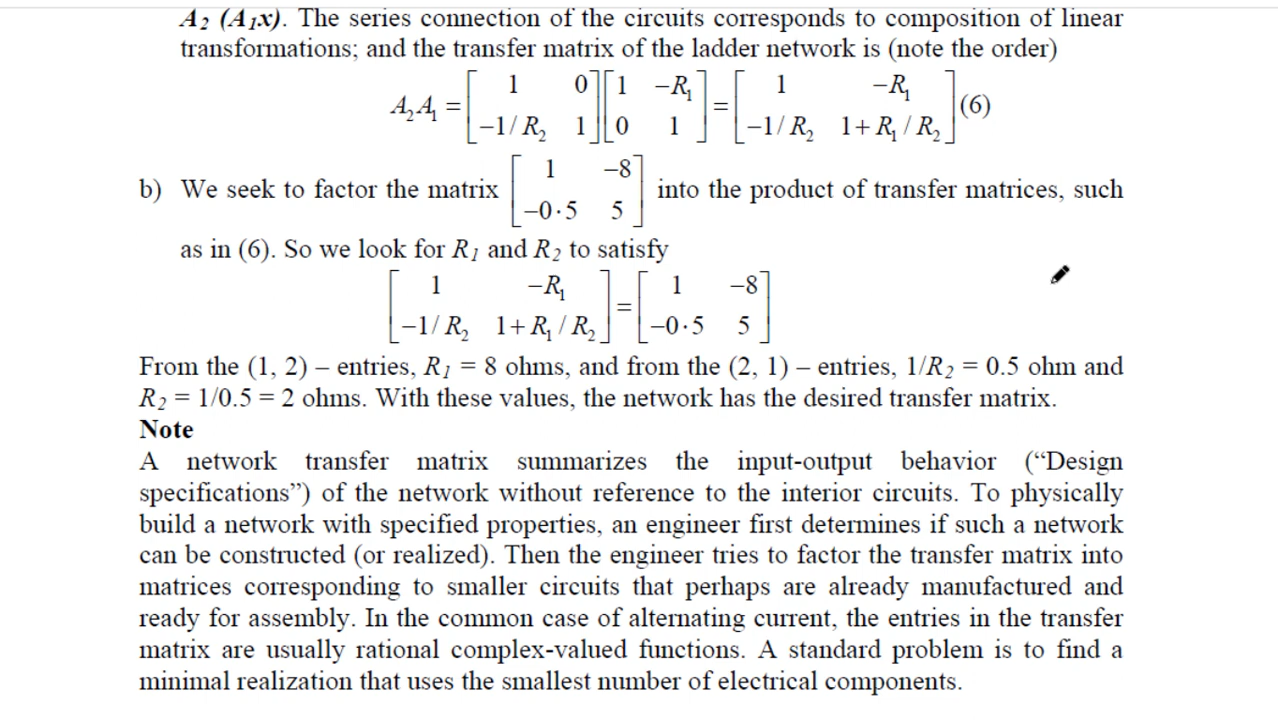 A2 (A1x). The series connection of the circuits corresponds to composition of linear
transformations; and the transfer matrix of the ladder network is (note the order)
A₂A₁ = [1 0; −1/R₂ 1][1 −R₁; 0 1] = [1 −R₁; −1/R₂ 1+R₁/R₂] (6)
b) We seek to factor the matrix [1 −8; −0·5 5] into the product of transfer matrices, such
as in (6). So we look for R₁ and R₂ to satisfy
[1 −R₁; −1/R₂ 1+R₁/R₂] = [1 −8; −0·5 5]
From the (1, 2) – entries, R₁ = 8 ohms, and from the (2, 1) – entries, 1/R₂ = 0.5 ohm and
R₂ = 1/0.5 = 2 ohms. With these values, the network has the desired transfer matrix.
Note
A network transfer matrix summarizes the input-output behavior (“Design
specifications”) of the network without reference to the interior circuits. To physically
build a network with specified properties, an engineer first determines if such a network
can be constructed (or realized). Then the engineer tries to factor the transfer matrix into
matrices corresponding to smaller circuits that perhaps are already manufactured and
ready for assembly. In the common case of alternating current, the entries in the transfer
matrix are usually rational complex-valued functions. A standard problem is to find a
minimal realization that uses the smallest number of electrical components.